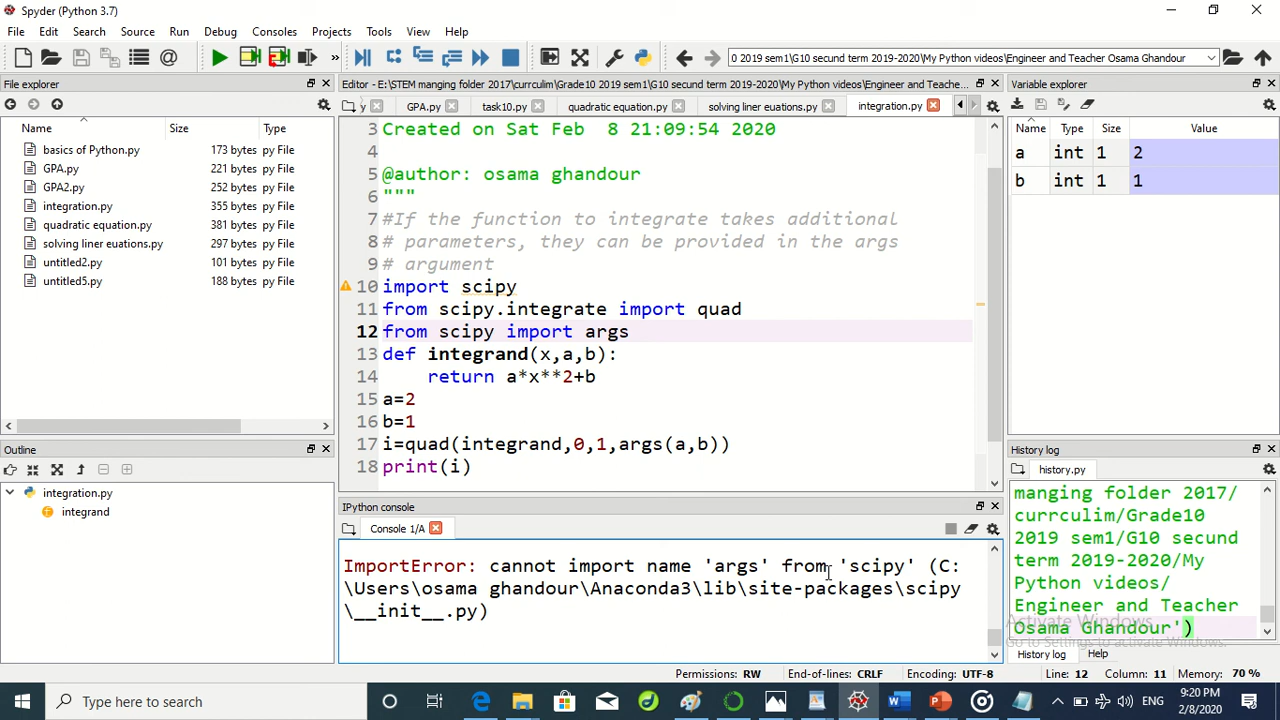 Spyder (Python 3.7)
File Edit Search Source Run Debug Consoles Projects Tools View Help
0 2019 sem1\G10 secund term 2019-2020\My Python videos\Engineer and Teacher Osama Ghandour
File explorer
Name Size Type
basics of Python.py 173 bytes py File
GPA.py 221 bytes py File
GPA2.py 252 bytes py File
integration.py 355 bytes py File
quadratic equation.py 381 bytes py File
solving liner euations.py 297 bytes py File
untitled2.py 101 bytes py File
untitled5.py 188 bytes py File
Outline
integration.py
integrand
Editor - E:\STEM manging folder 2017\currculim\Grade10 2019 sem1\G10 secund term 2019-2020\My Python videos\Engineer and Teache...
GPA.py task10.py quadratic equation.py solving liner euations.py integration.py
3 Created on Sat Feb  8 21:09:54 2020
4
5 @author: osama ghandour
6 """
7 #If the function to integrate takes additional
8 # parameters, they can be provided in the args
9 # argument
10 import scipy
11 from scipy.integrate import quad
12 from scipy import args
13 def integrand(x,a,b):
14     return a*x**2+b
15 a=2
16 b=1
17 i=quad(integrand,0,1,args(a,b))
18 print(i)
IPython console
Console 1/A
ImportError: cannot import name 'args' from 'scipy' (C:
\Users\osama ghandour\Anaconda3\lib\site-packages\scipy
\__init__.py)
Variable explorer
Name Type Size Value
a int 1 2
b int 1 1
History log
history.py
manging folder 2017/
currculim/Grade10
2019 sem1/G10 secund
term 2019-2020/My
Python videos/
Engineer and Teacher
Osama Ghandour')
Activate Windows
Go to Settings to activate Windows.
History log Help
Permissions: RW End-of-lines: CRLF Encoding: UTF-8 Line: 12 Column: 11 Memory: 70 %
Type here to search
ENG
9:20 PM
2/8/2020